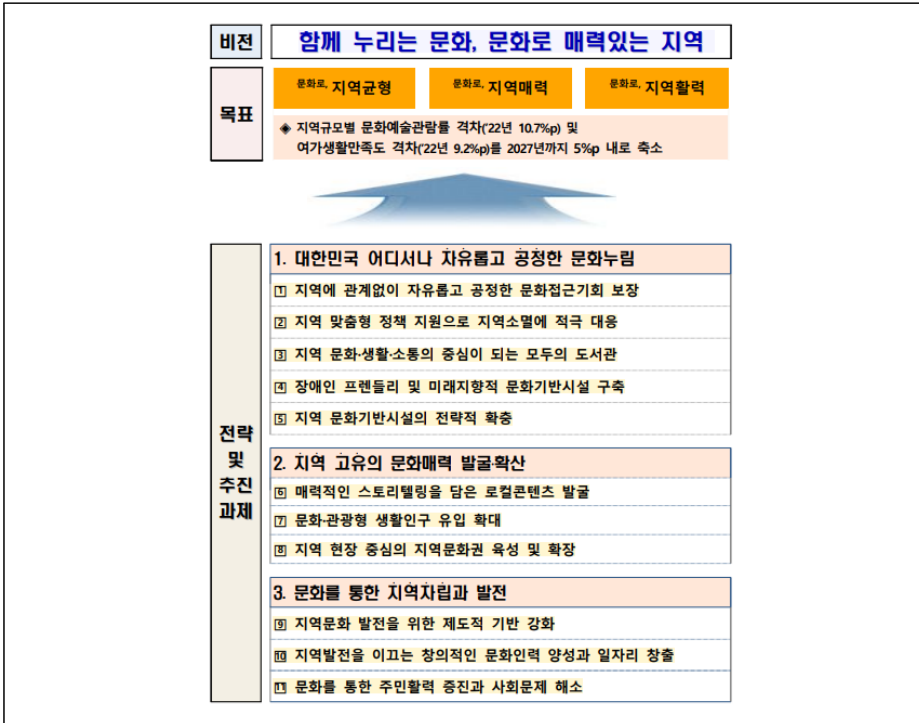 비전
함께 누리는 문화, 문화로 매력있는 지역
목표
문화로, 지역균형
문화로, 지역매력
문화로, 지역활력
◈ 지역규모별 문화예술관람률 격차('22년 10.7%p) 및
여가생활만족도 격차('22년 9.2%p)를 2027년까지 5%p 내로 축소
전략
및
추진
과제
1. 대한민국 어디서나 자유롭고 공정한 문화누림
1 지역에 관계없이 자유롭고 공정한 문화접근기회 보장
2 지역 맞춤형 정책 지원으로 지역소멸에 적극 대응
3 지역 문화·생활·소통의 중심이 되는 모두의 도서관
4 장애인 프렌들리 및 미래지향적 문화기반시설 구축
5 지역 문화기반시설의 전략적 확충
2. 지역 고유의 문화매력 발굴·확산
6 매력적인 스토리텔링을 담은 로컬콘텐츠 발굴
7 문화·관광형 생활인구 유입 확대
8 지역 현장 중심의 지역문화권 육성 및 확장
3. 문화를 통한 지역자립과 발전
9 지역문화 발전을 위한 제도적 기반 강화
10 지역발전을 이끄는 창의적인 문화인력 양성과 일자리 창출
11 문화를 통한 주민활력 증진과 사회문제 해소